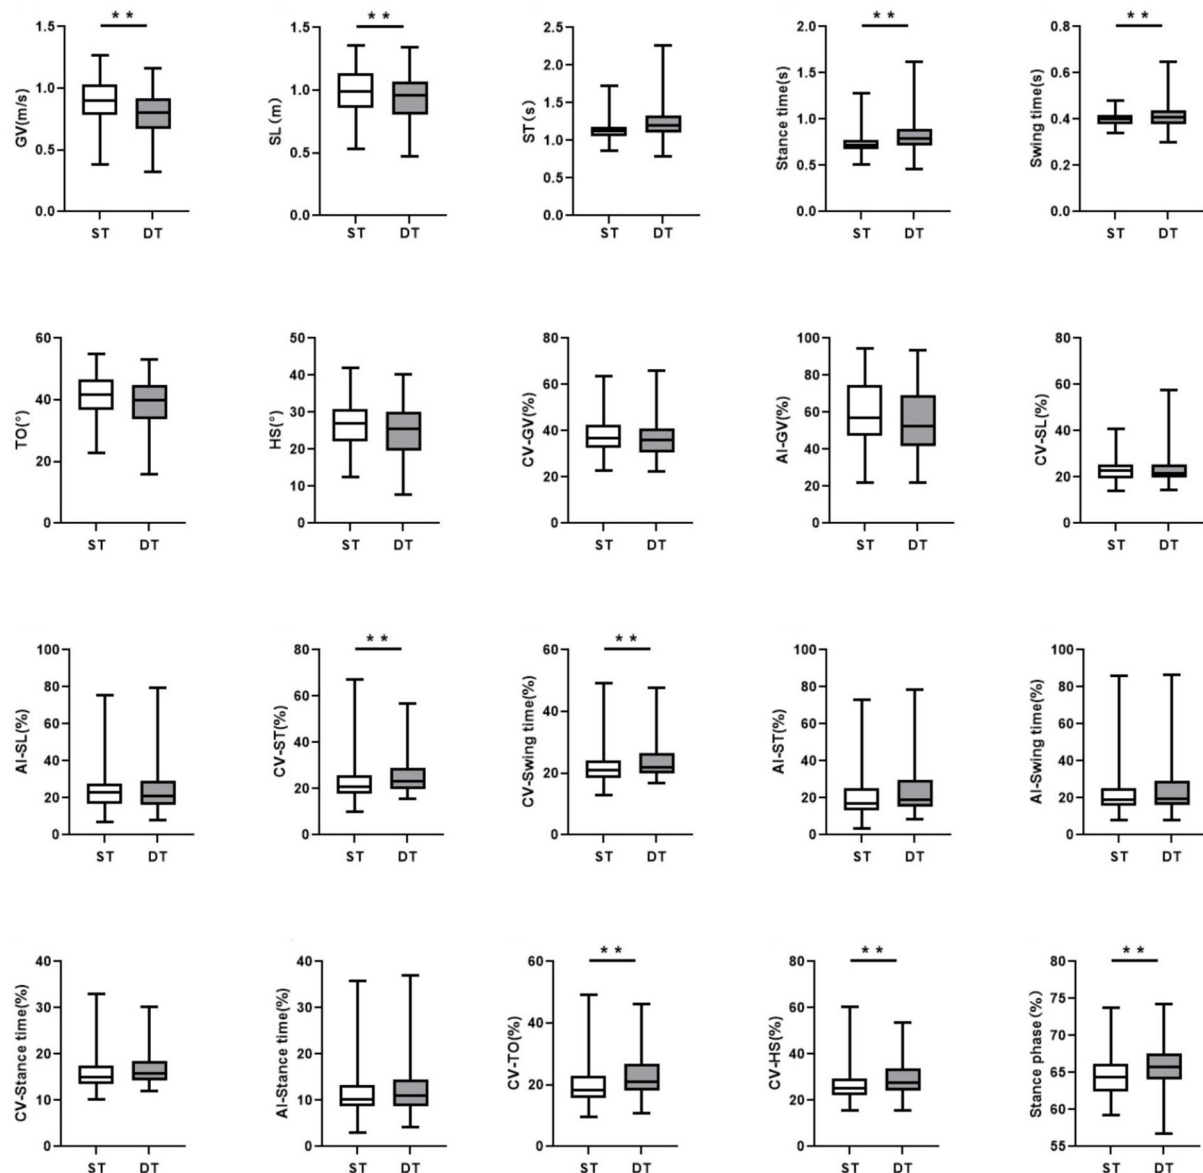 * *
GV(m/s)
1.5
1.0
0.5
0.0
ST DT
* *
SL (m)
1.5
1.0
0.5
0.0
ST DT
ST(s)
2.5
2.0
1.5
1.0
0.5
0.0
ST DT
* *
Stance time(s)
2.0
1.5
1.0
0.5
0.0
ST DT
* *
Swing time(s)
0.8
0.6
0.4
0.2
0.0
ST DT
TO(°)
60
40
20
0
ST DT
HS(°)
50
40
30
20
10
0
ST DT
CV-GV(%)
80
60
40
20
0
ST DT
AI-GV(%)
100
80
60
40
20
0
ST DT
CV-SL(%)
80
60
40
20
0
ST DT
AI-SL(%)
100
80
60
40
20
0
ST DT
* *
CV-ST(%)
80
60
40
20
0
ST DT
* *
CV-Swing time(%)
60
40
20
0
ST DT
AI-ST(%)
100
80
60
40
20
0
ST DT
AI-Swing time(%)
100
80
60
40
20
0
ST DT
CV-Stance time(%)
40
30
20
10
0
ST DT
AI-Stance time(%)
40
30
20
10
0
ST DT
* *
CV-TO(%)
60
40
20
0
ST DT
* *
CV-HS(%)
80
60
40
20
0
ST DT
* *
Stance phase (%)
80
75
70
65
60
55
ST DT